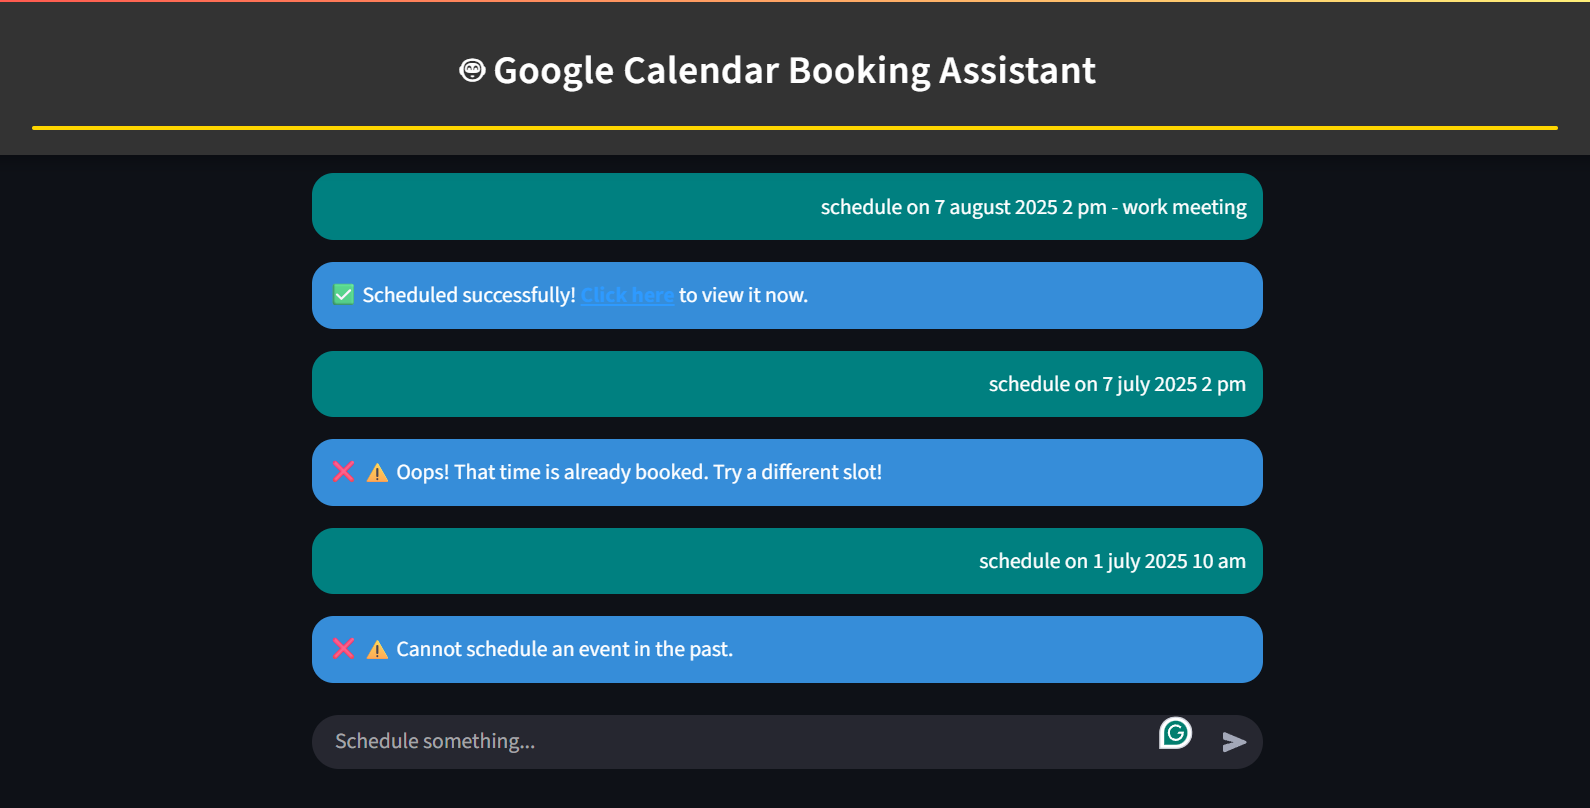 Google Calendar Booking Assistant
schedule on 7 august 2025 2 pm - work meeting
Scheduled successfully! Click here to view it now.
schedule on 7 july 2025 2 pm
Oops! That time is already booked. Try a different slot!
schedule on 1 july 2025 10 am
Cannot schedule an event in the past.
Schedule something...